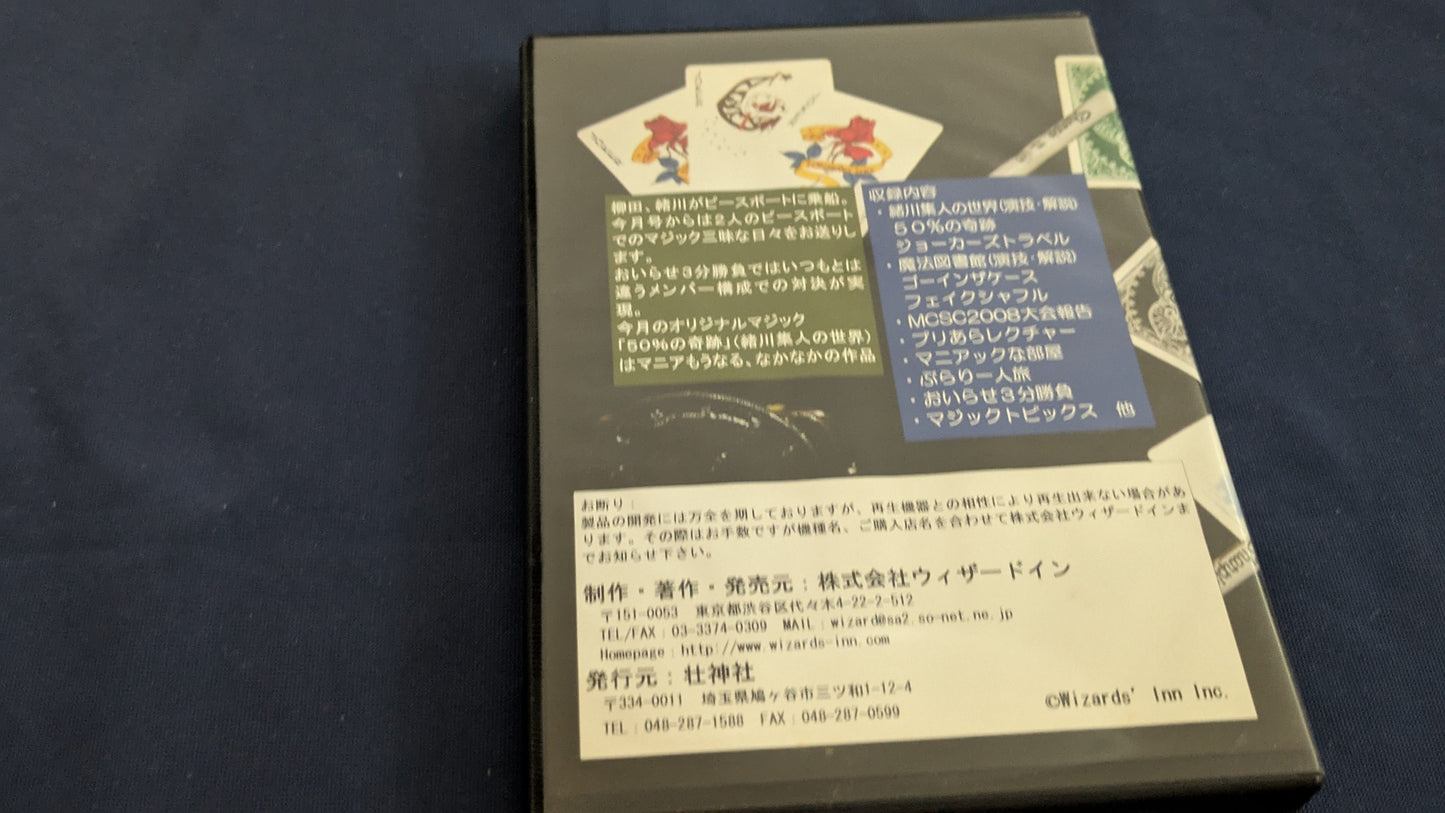 柳田、緒川がピースボートに乗船。
今月号からは2人のピースボート
でのマジック三昧な日々をお送りし
ます。
おいらせ3分勝負ではいつもとは
違うメンバー構成での対決が実
現。
今月のオリジナルマジック
「50%の奇跡」(緒川集人の世界)
はマニアもうなる、なかなかの作品
収録内容
・緒川集人の世界(演技・解説)
50%の奇跡
ジョーカーズトラベル
・魔法図書館(演技・解説)
ゴーインザケース
フェイクシャフル
・MCSC2008大会報告
・プリあらレクチャー
・マニアックな部屋
・ぶらり一人旅
・おいらせ3分勝負
・マジックトピックス 他
お断り:
製品の開発には万全を期しておりますが、再生機器との相性により再生出来ない場合があ
ります。その際はお手数ですが機種名、ご購入店名を合わせて株式会社ウィザードインま
でお知らせ下さい。
制作・著作・発売元:株式会社ウィザードイン
〒151-0053 東京都渋谷区代々木4-22-2-512
TEL/FAX:03-3374-0309 MAIL:wizard@sa2.so-net.ne.jp
Homepage:http://www.wizards-inn.com
発行元:壮神社
〒334-0011 埼玉県鳩ヶ谷市三ツ和1-12-4
TEL:048-287-1588 FAX:048-287-0599
©Wizards' Inn Inc.